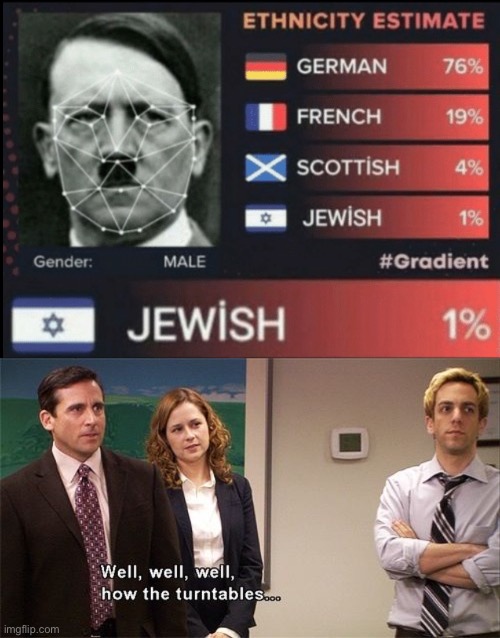 ETHNICITY ESTIMATE
GERMAN 76%
FRENCH 19%
SCOTTİSH 4%
JEWİSH 1%
Gender: MALE #Gradient
JEWİSH 1%
Well, well, well,
how the turntables...
imgflip.com